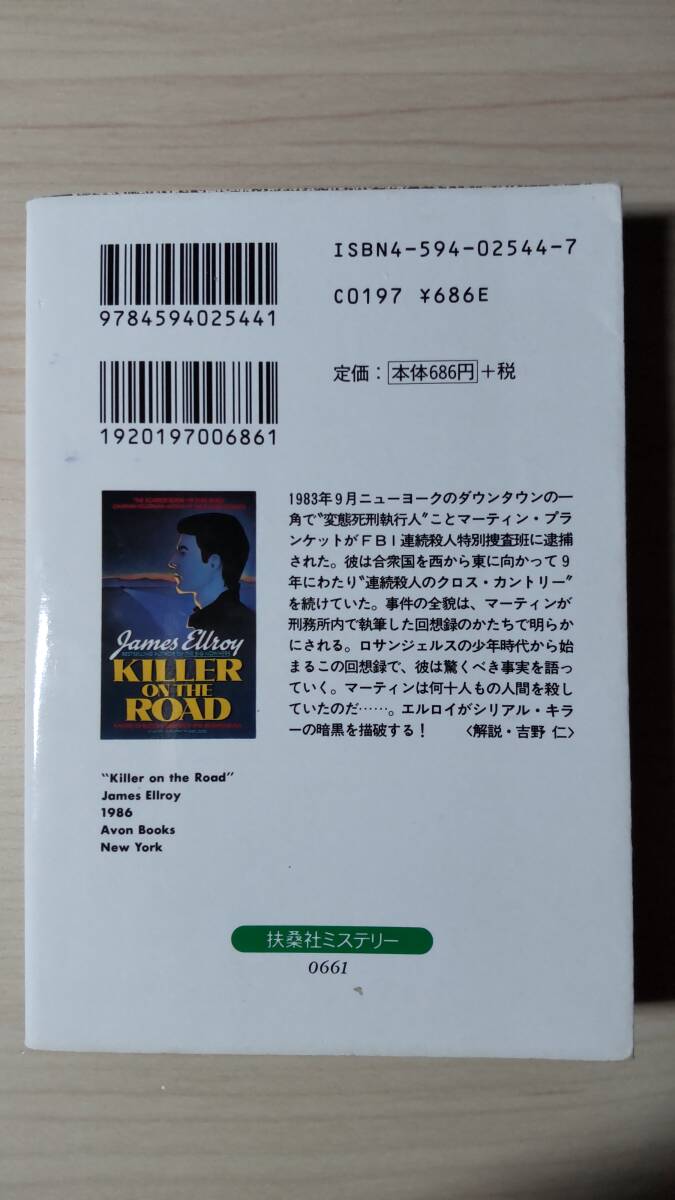 ISBN4-594-02544-7
C0197 ¥686E
9784594025441
定価：本体686円+税
1920197006861
1983年9月ニューヨークのダウンタウンの一
角で“変態死刑執行人”ことマーティン・プラ
ンケットがＦＢＩ連続殺人特別捜査班に逮捕
された。彼は合衆国を西から東に向かって9
年にわたり“連続殺人のクロス・カントリー”
を続けていた。事件の全貌は、マーティンが
刑務所内で執筆した回想録のかたちで明らか
にされる。ロサンジェルスの少年時代から始
まるこの回想録で、彼は驚くべき事実を語っ
ていく。マーティンは何十人もの人間を殺し
ていたのだ……。エルロイがシリアル・キラ
ーの暗黒を描破する！ 〈解説・吉野 仁〉
James Ellroy
KILLER
ON THE
ROAD
“Killer on the Road”
James Ellroy
1986
Avon Books
New York
扶桑社ミステリー
0661